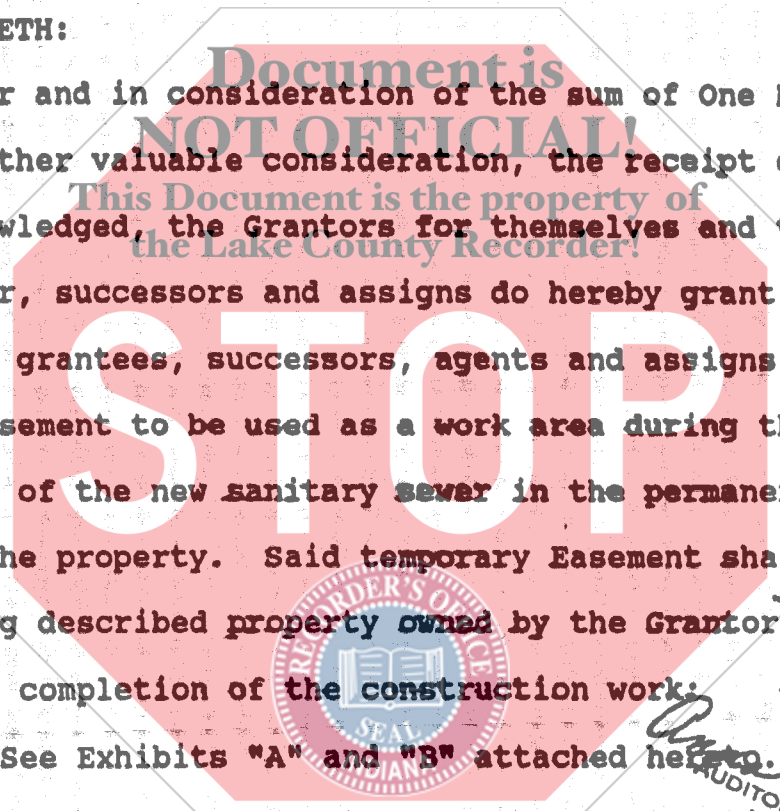 ETH:
Document is
r and in consideration of the sum of One
NOT OFFICIAL!
ther valuable consideration, the receipt
This Document is the property of
wledged, the Grantors for themselves and
the Lake County Recorder!
r, successors and assigns do hereby grant
STOP
grantees, successors, agents and assigns
sement to be used as a work area during th
of the new sanitary sewer in the permane
he property. Said temporary Easement sha
RECORDER'S OFFICE
g described property owned by the Grantor
completion of the construction work:
SEAL
See Exhibits "A" and "B" attached hereto.
INDIANA
AUDITO